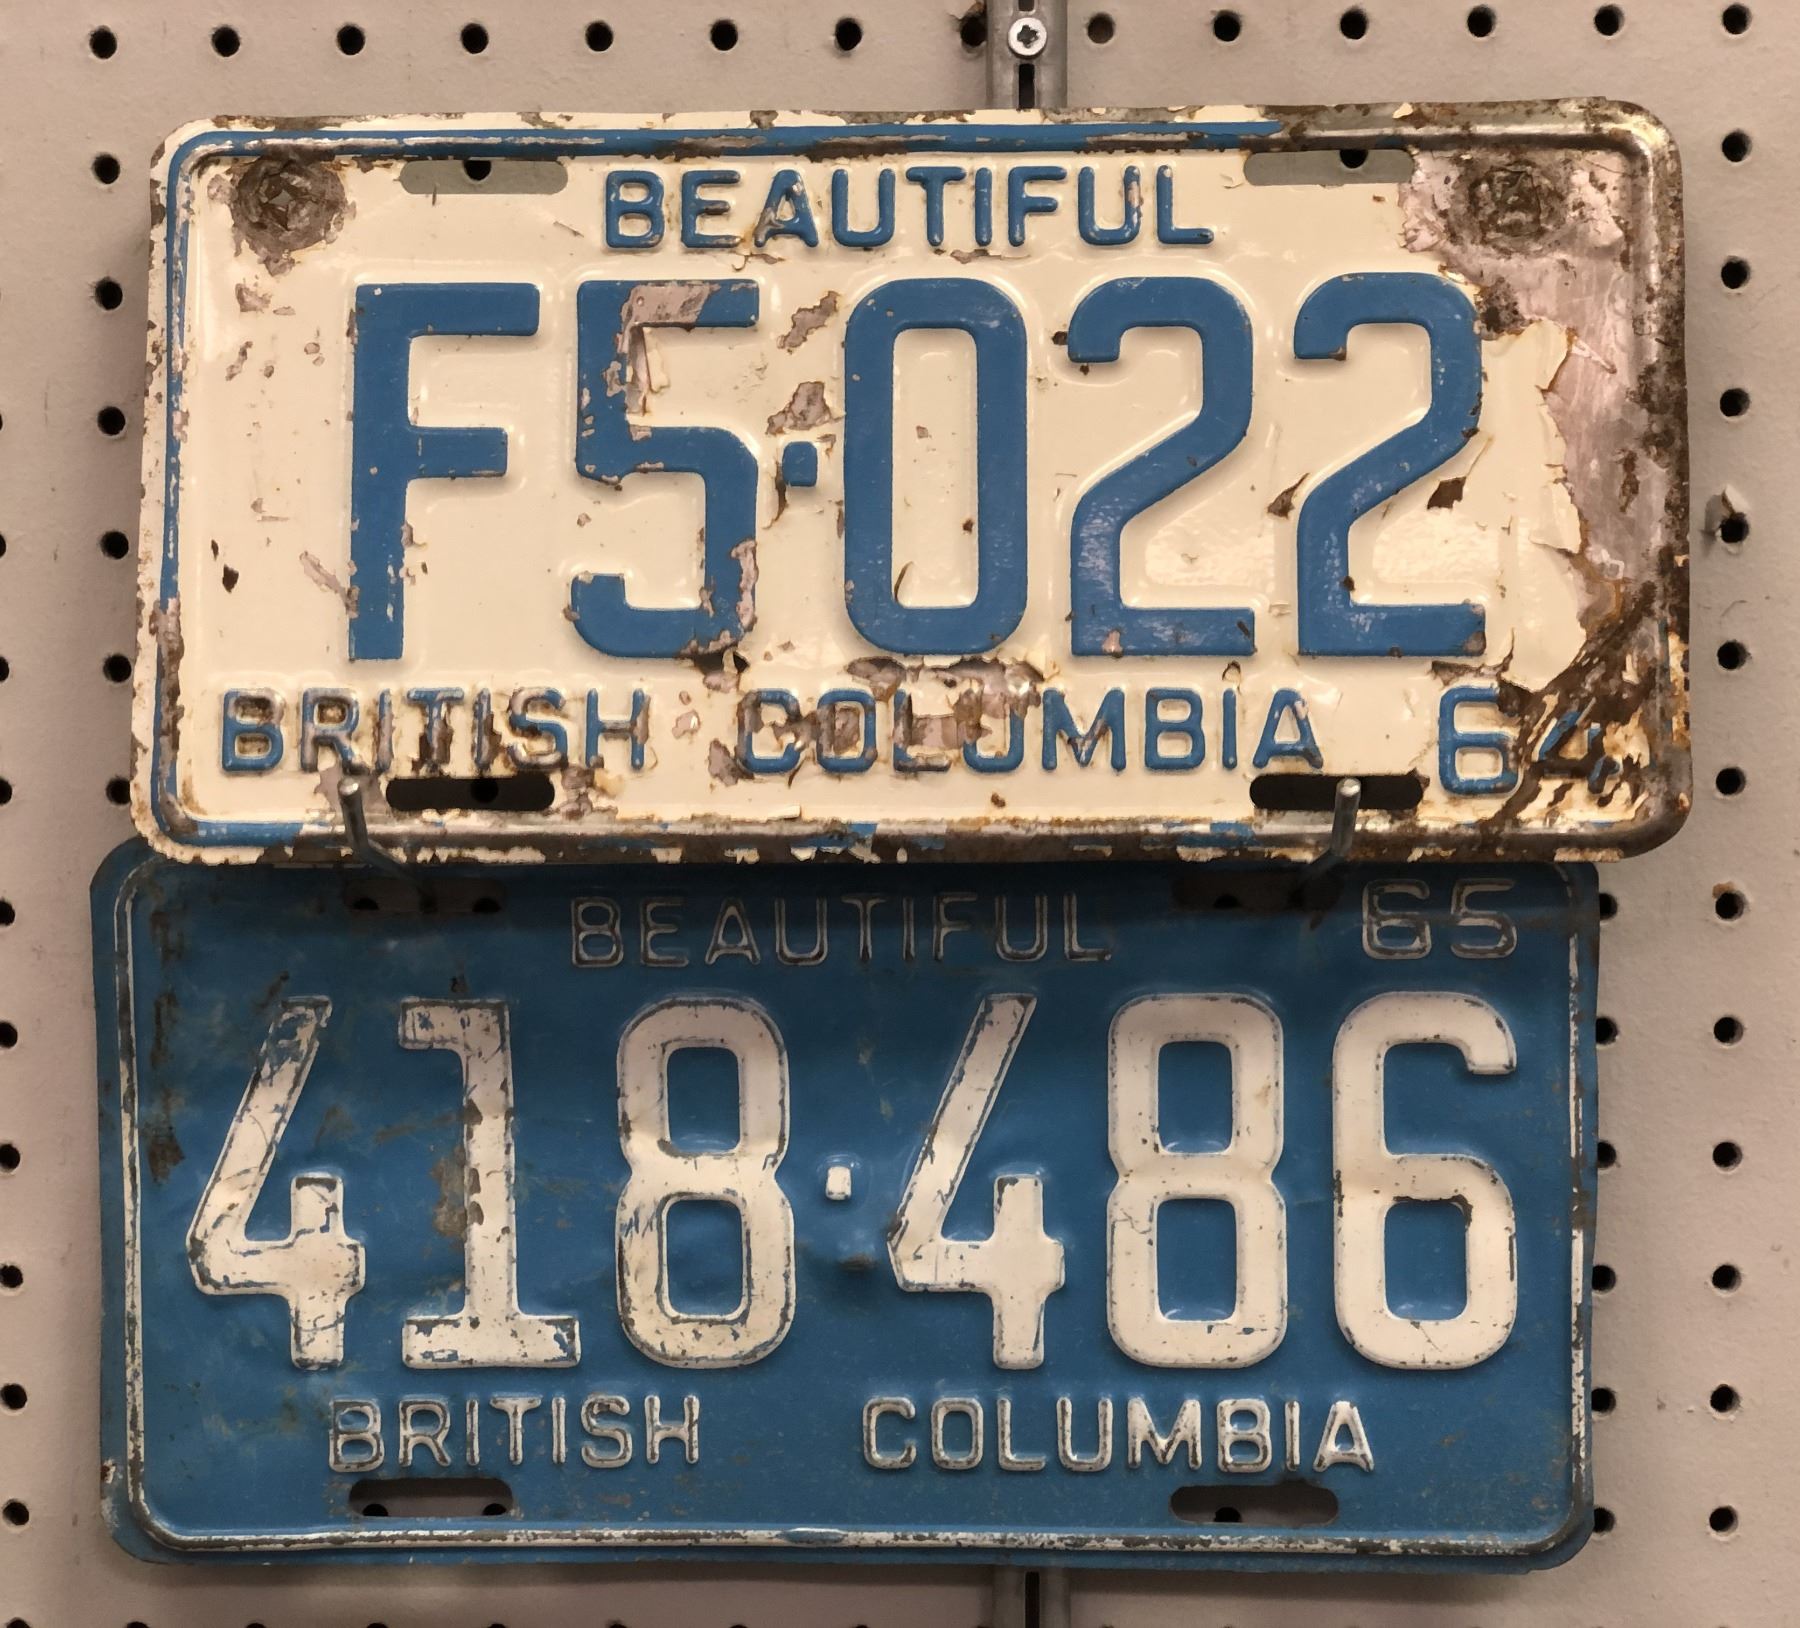 BEAUTIFUL
F5·022
BRITISH COLUMBIA 64
BEAUTIFUL 65
418·486
BRITISH COLUMBIA